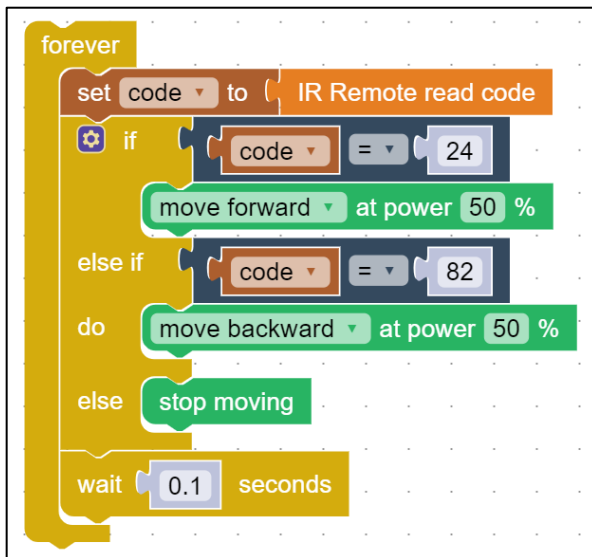 forever
set code ▾ to IR Remote read code
if code ▾ = ▾ 24
move forward ▾ at power 50 %
else if code ▾ = ▾ 82
do move backward ▾ at power 50 %
else stop moving
wait 0.1 seconds